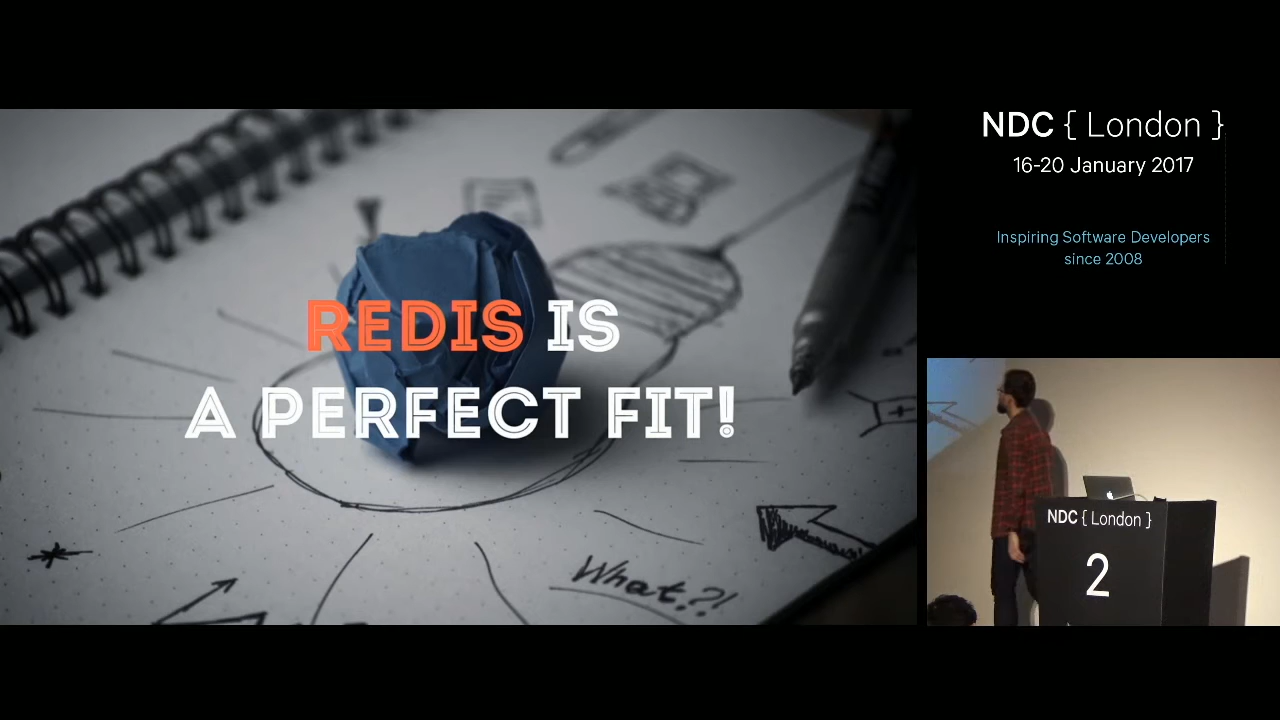 REDIS IS
A PERFECT FIT!
What?!
NDC { London }
16-20 January 2017
Inspiring Software Developers
since 2008
NDC { London }
2